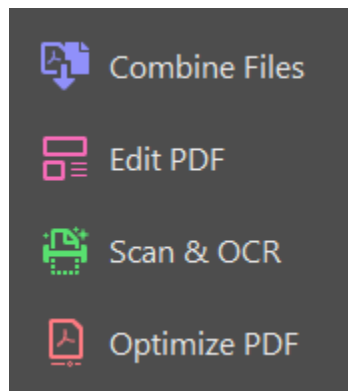 Combine Files
Edit PDF
Scan & OCR
Optimize PDF